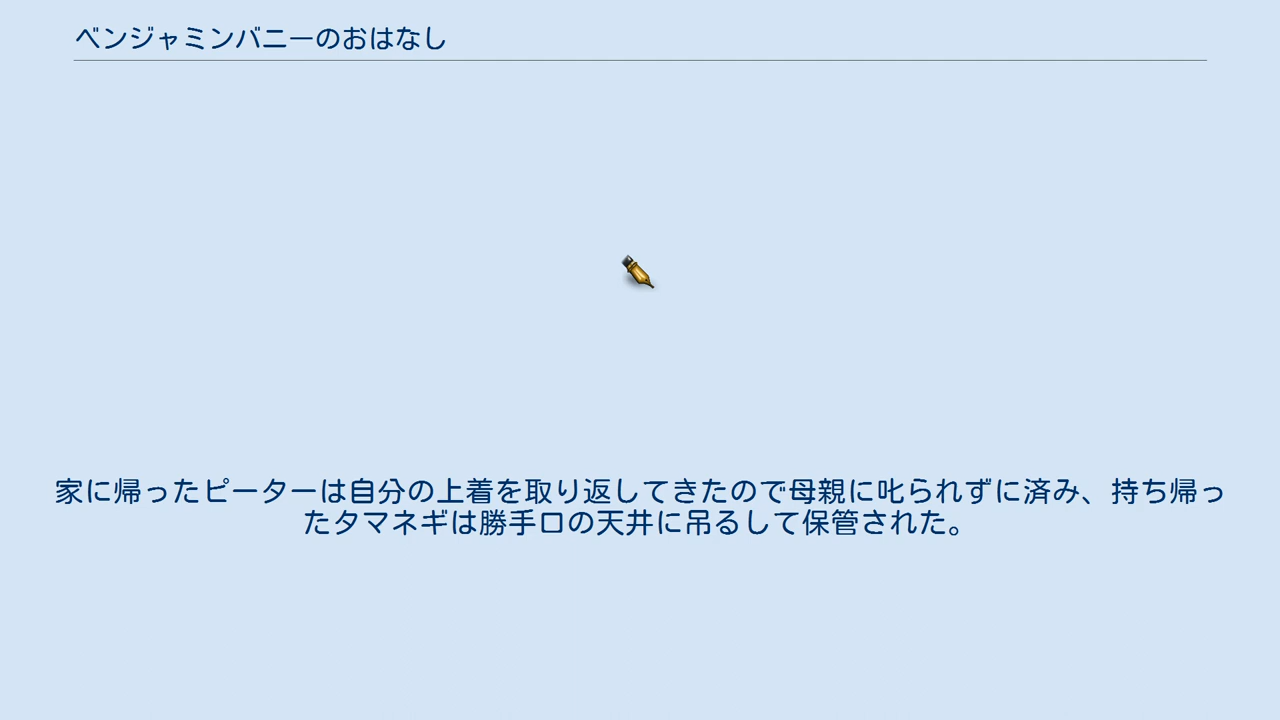 ベンジャミンバニーのおはなし
家に帰ったピーターは自分の上着を取り返してきたので母親に叱られずに済み、持ち帰っ
たタマネギは勝手口の天井に吊るして保管された。